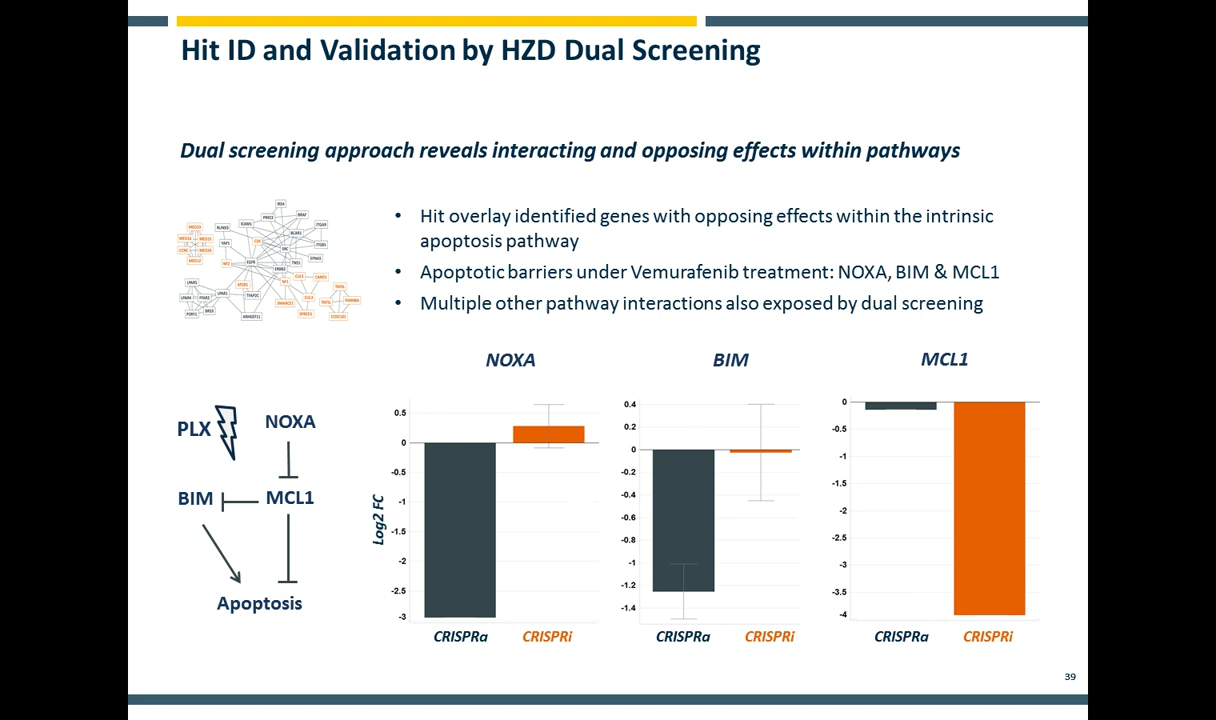 Hit ID and Validation by HZD Dual Screening
Dual screening approach reveals interacting and opposing effects within pathways
• Hit overlay identified genes with opposing effects within the intrinsic
apoptosis pathway
• Apoptotic barriers under Vemurafenib treatment: NOXA, BIM & MCL1
• Multiple other pathway interactions also exposed by dual screening
PLX
NOXA
BIM
MCL1
Apoptosis
NOXA
Log2 FC
0.5
0
-0.5
-1
-1.5
-2
-2.5
-3
CRISPRa
CRISPRi
BIM
0.4
0.2
0
-0.2
-0.4
-0.6
-0.8
-1
-1.2
-1.4
CRISPRa
CRISPRi
MCL1
0
-0.5
-1
-1.5
-2
-2.5
-3
-3.5
-4
CRISPRa
CRISPRi
39